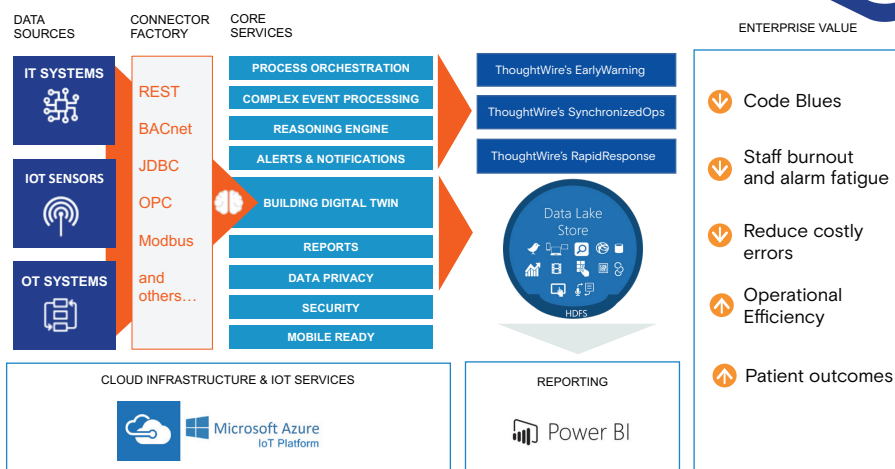 DATA
SOURCES
CONNECTOR
FACTORY
CORE
SERVICES
ENTERPRISE VALUE
IT SYSTEMS
IOT SENSORS
OT SYSTEMS
REST
BACnet
JDBC
OPC
Modbus
and
others…
PROCESS ORCHESTRATION
COMPLEX EVENT PROCESSING
REASONING ENGINE
ALERTS & NOTIFICATIONS
BUILDING DIGITAL TWIN
REPORTS
DATA PRIVACY
SECURITY
MOBILE READY
ThoughtWire's EarlyWarning
ThoughtWire's SynchronizedOps
ThoughtWire's RapidResponse
Data Lake
Store
HDFS
Code Blues
Staff burnout
and alarm fatigue
Reduce costly
errors
Operational
Efficiency
Patient outcomes
CLOUD INFRASTRUCTURE & IOT SERVICES
Microsoft Azure
IoT Platform
REPORTING
Power BI